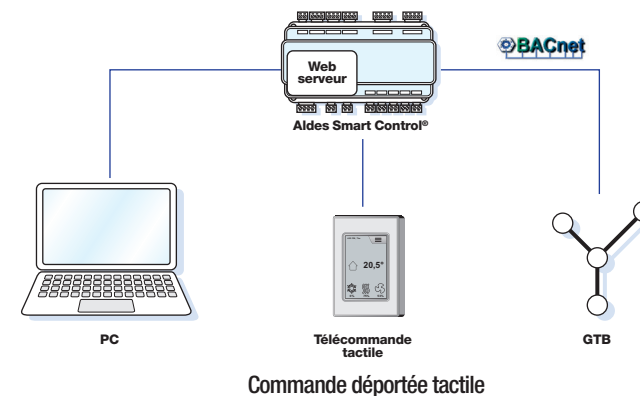 BACnet
Web
serveur
Aldes Smart Control®
20,5°
PC
Télécommande
tactile
GTB
Commande déportée tactile